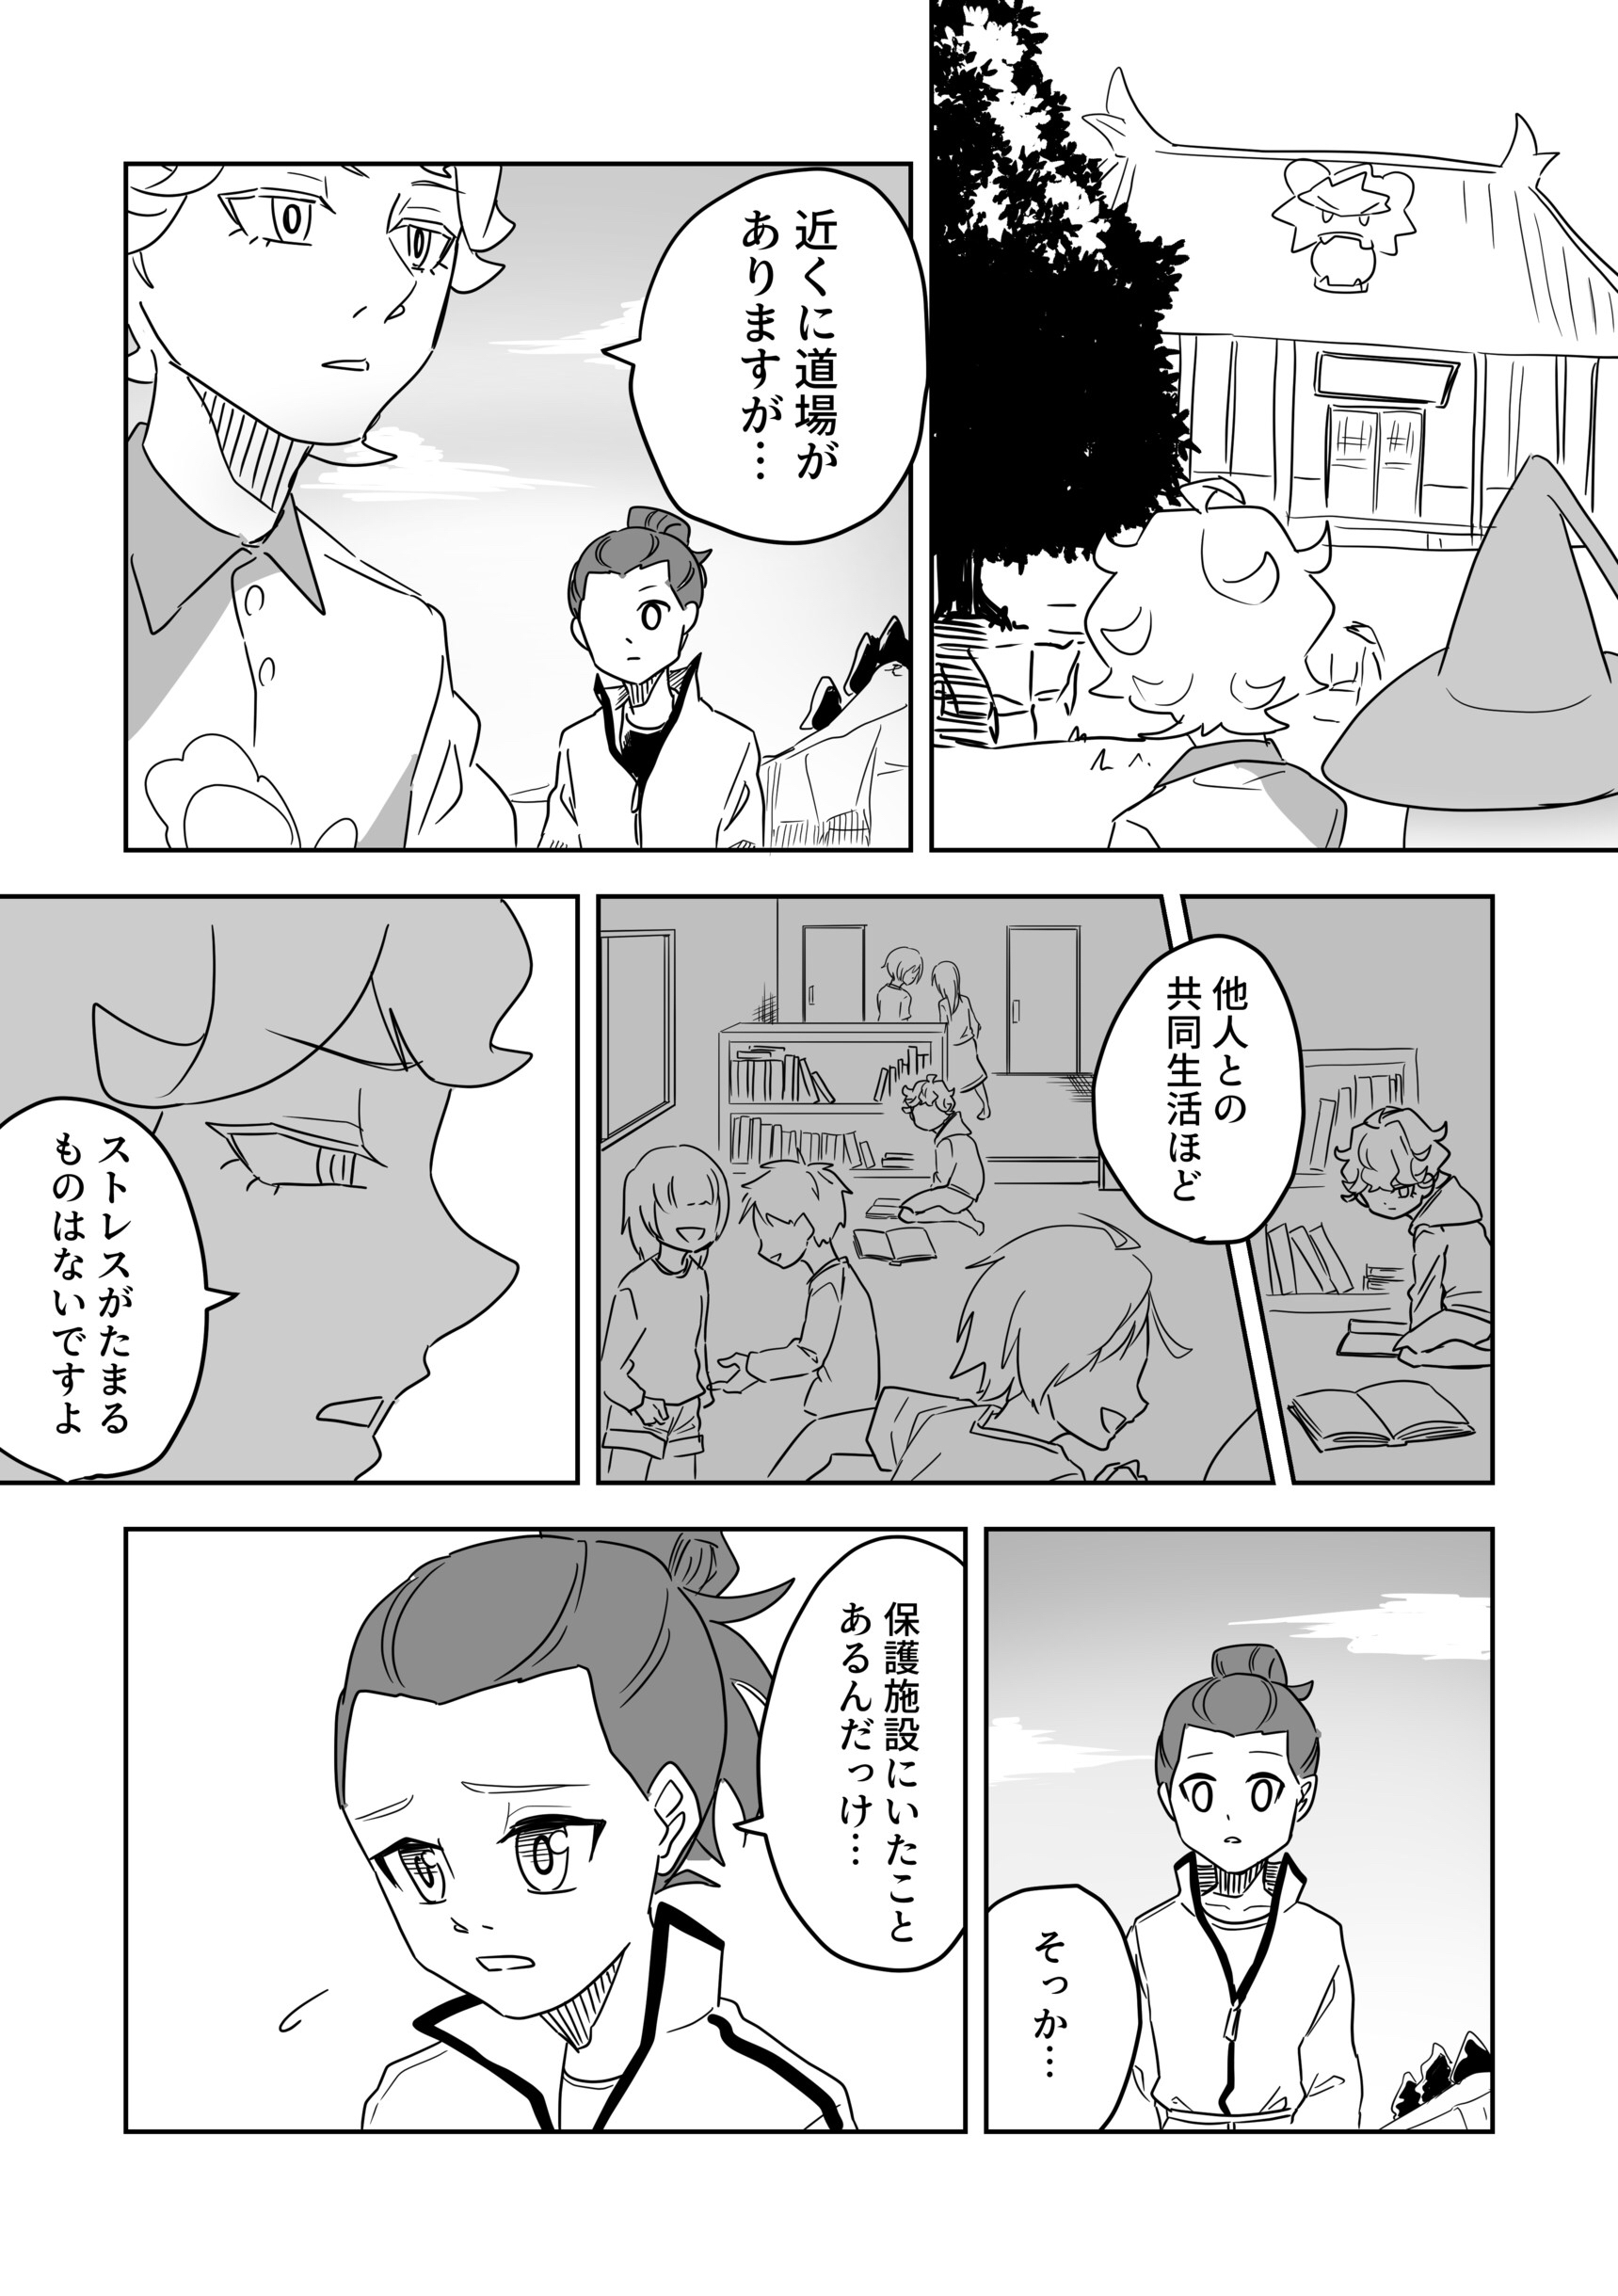 近くに道場が
ありますが…
他人との
共同生活ほど
ストレスがたまる
ものはないですよ
そっか…
保護施設にいたこと
あるんだっけ…